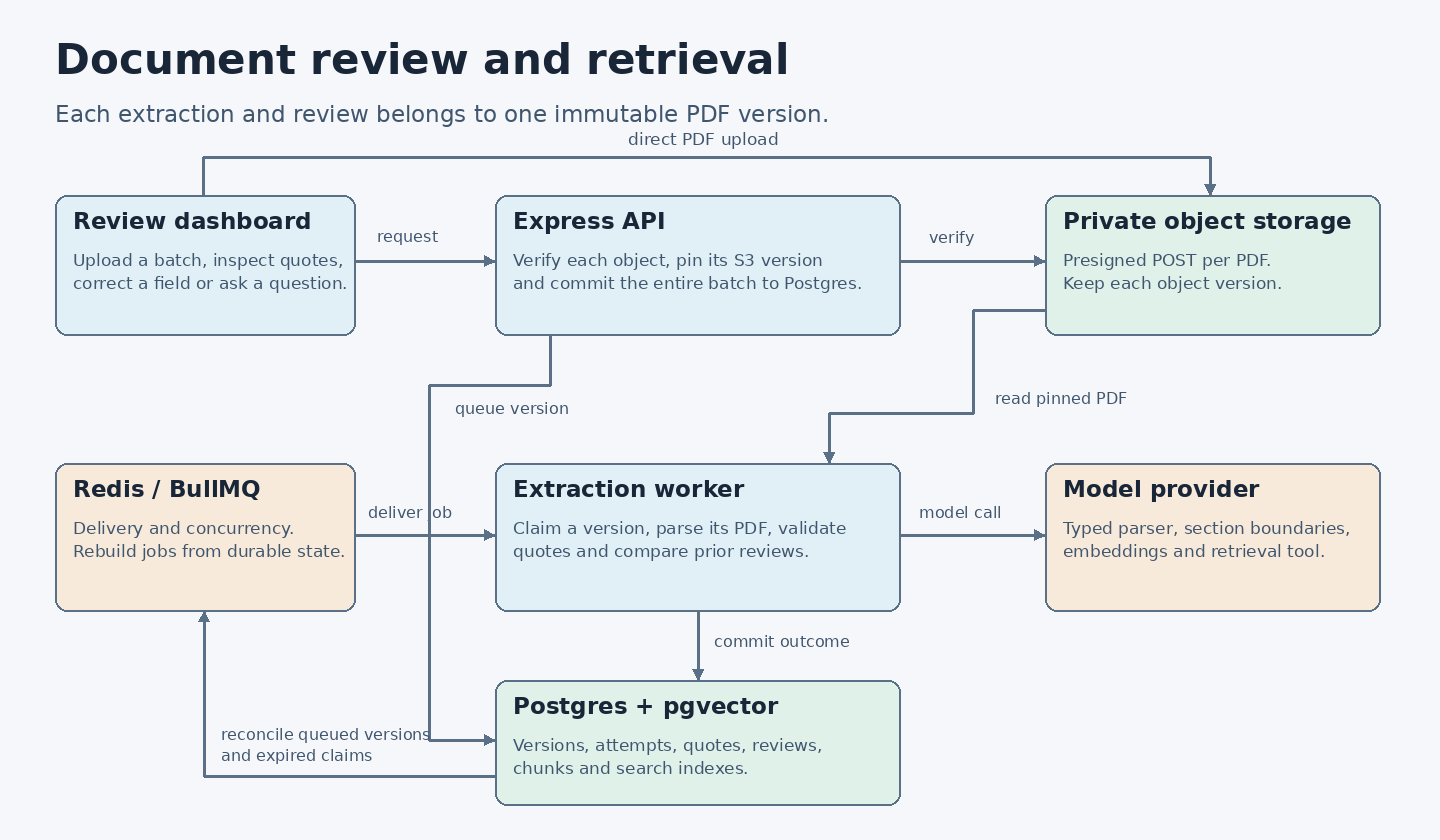 Document review and retrieval
Each extraction and review belongs to one immutable PDF version.
direct PDF upload
Review dashboard
Upload a batch, inspect quotes,
correct a field or ask a question.
request
Express API
Verify each object, pin its S3 version
and commit the entire batch to Postgres.
verify
Private object storage
Presigned POST per PDF.
Keep each object version.
queue version
read pinned PDF
Redis / BullMQ
Delivery and concurrency.
Rebuild jobs from durable state.
deliver job
Extraction worker
Claim a version, parse its PDF, validate
quotes and compare prior reviews.
model call
Model provider
Typed parser, section boundaries,
embeddings and retrieval tool.
commit outcome
reconcile queued versions
and expired claims
Postgres + pgvector
Versions, attempts, quotes, reviews,
chunks and search indexes.